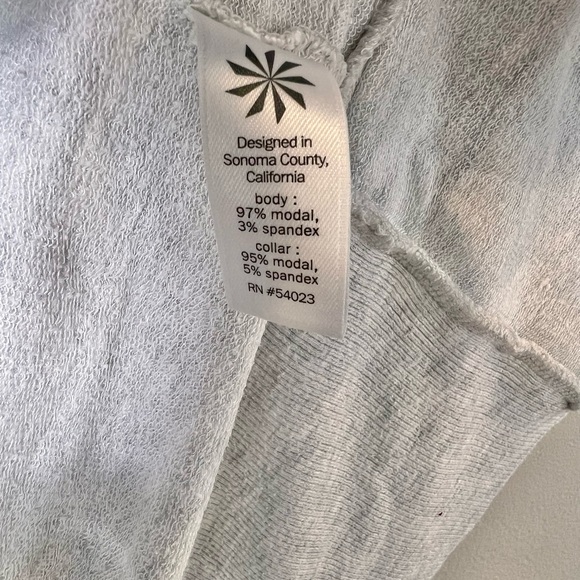 Designed in
Sonoma County,
California
body :
97% modal,
3% spandex
collar :
95% modal,
5% spandex
RN #54023